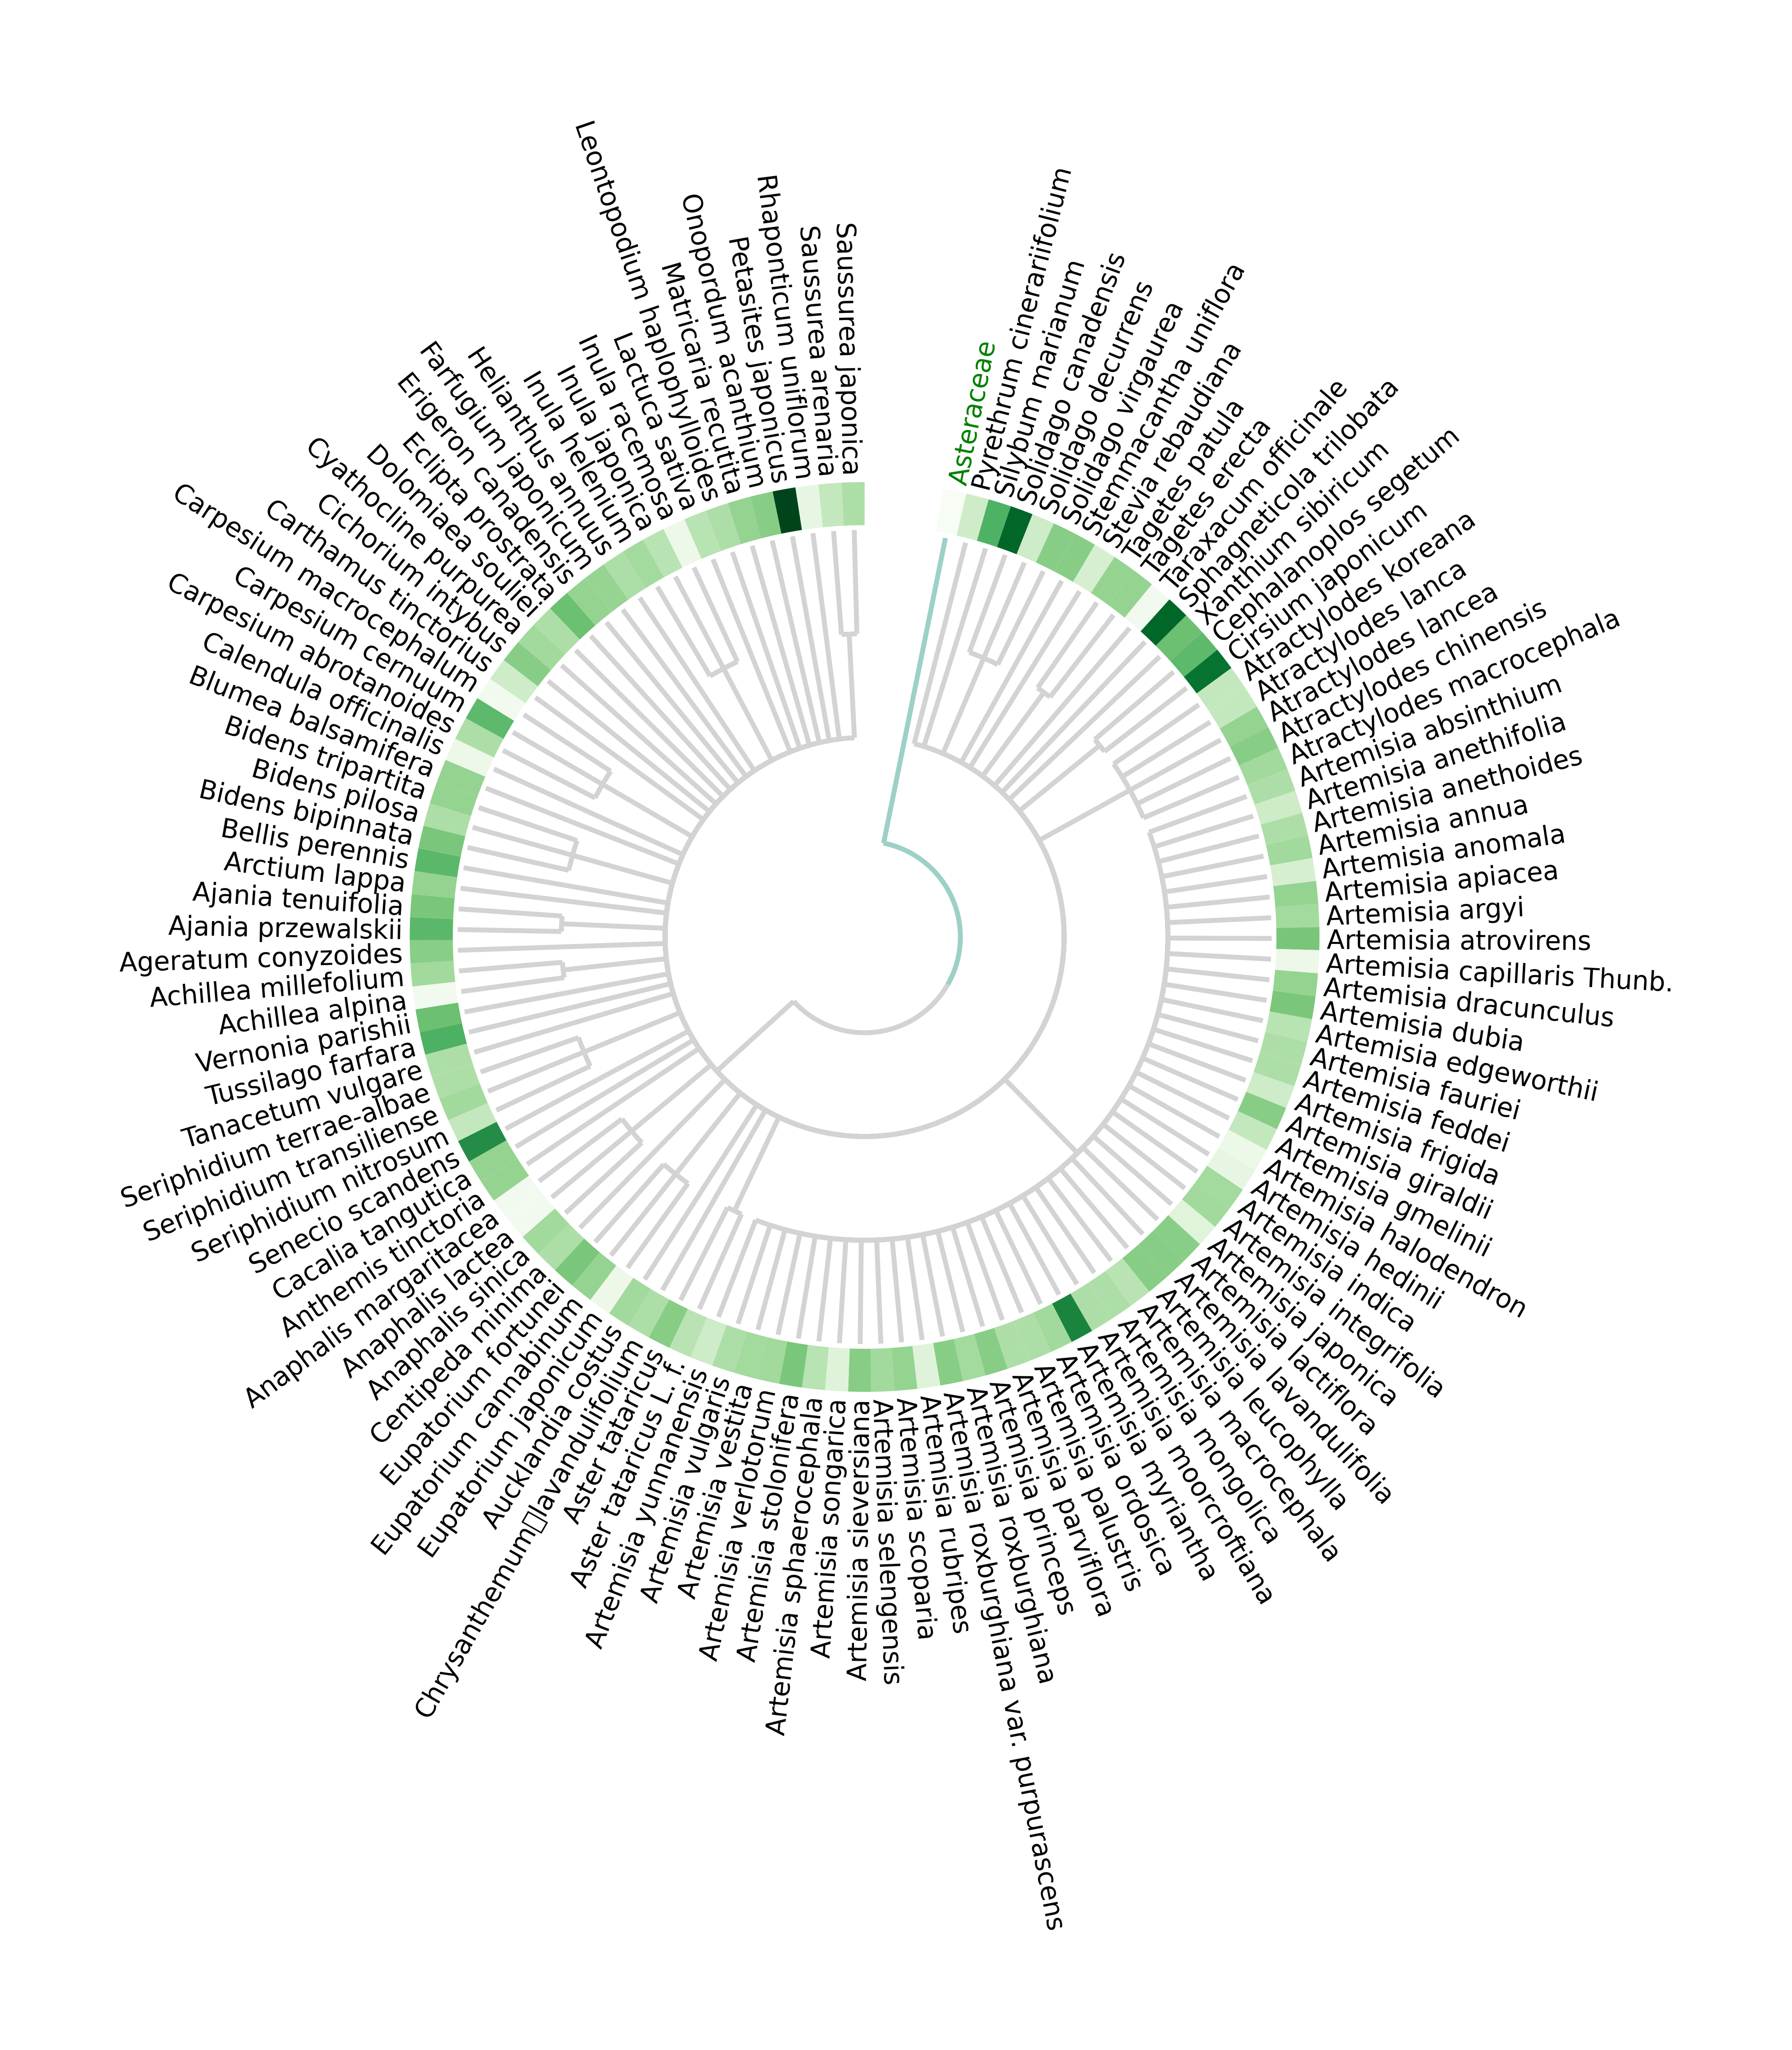 Asteraceae
Pyrethrum cinerariifolium
Silybum marianum
Solidago canadensis
Solidago decurrens
Solidago virgaurea
Stemmacantha uniflora
Stevia rebaudiana
Tagetes patula
Tagetes erecta
Taraxacum officinale
Sphagneticola trilobata
Xanthium sibiricum
Cephalanoplos segetum
Cirsium japonicum
Atractylodes koreana
Atractylodes lanca
Atractylodes lancea
Atractylodes chinensis
Atractylodes macrocephala
Artemisia absinthium
Artemisia anethifolia
Artemisia anethoides
Artemisia annua
Artemisia anomala
Artemisia apiacea
Artemisia argyi
Artemisia atrovirens
Artemisia capillaris Thunb.
Artemisia dracunculus
Artemisia dubia
Artemisia edgeworthii
Artemisia fauriei
Artemisia feddei
Artemisia frigida
Artemisia giraldii
Artemisia gmelinii
Artemisia halodendron
Artemisia hedinii
Artemisia indica
Artemisia integrifolia
Artemisia japonica
Artemisia lactiflora
Artemisia lavandulifolia
Artemisia leucophylla
Artemisia macrocephala
Artemisia mongolica
Artemisia moorcroftiana
Artemisia myriantha
Artemisia ordosica
Artemisia palustris
Artemisia parviflora
Artemisia princeps
Artemisia roxburghiana
Artemisia roxburghiana var. purpurascens
Artemisia rubripes
Artemisia scoparia
Artemisia selengensis
Artemisia sieversiana
Artemisia songarica
Artemisia sphaerocephala
Artemisia stolonifera
Artemisia verlotorum
Artemisia vestita
Artemisia vulgaris
Artemisia yunnanensis
Aster tataricus L.f.
Aster tataricus
Chrysanthemum□lavandulifolium
Aucklandia costus
Eupatorium japonicum
Eupatorium cannabinum
Eupatorium fortunei
Centipeda minima
Anaphalis sinica
Anaphalis lactea
Anaphalis margaritacea
Anthemis tinctoria
Cacalia tangutica
Senecio scandens
Seriphidium nitrosum
Seriphidium transiliense
Seriphidium terrae-albae
Tanacetum vulgare
Tussilago farfara
Vernonia parishii
Achillea alpina
Achillea millefolium
Ageratum conyzoides
Ajania przewalskii
Ajania tenuifolia
Arctium lappa
Bellis perennis
Bidens bipinnata
Bidens pilosa
Bidens tripartita
Blumea balsamifera
Calendula officinalis
Carpesium abrotanoides
Carpesium cernuum
Carpesium macrocephalum
Carthamus tinctorius
Cichorium intybus
Cyathocline purpurea
Dolomiaea souliei
Eclipta prostrata
Erigeron canadensis
Farfugium japonicum
Helianthus annus
Inula helenium
Inula japonica
Inula racemosa
Lactuca sativa
Leontopodium haplophylloides
Matricaria recutita
Onopordum acanthium
Petasites japonicus
Rhaponticum uniflorum
Saussurea arenaria
Saussurea japonica